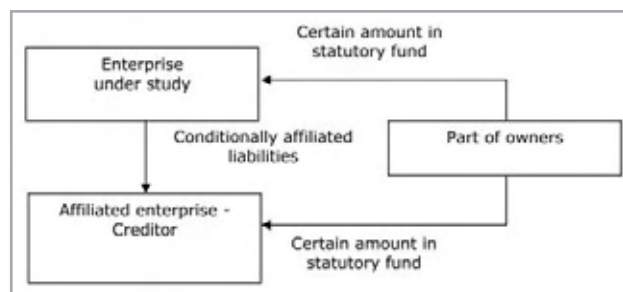 Certain amount in
statutory fund
Enterprise
under study
Conditionally affiliated
liabilities
Part of owners
Affiliated enterprise -
Creditor
Certain amount in
statutory fund